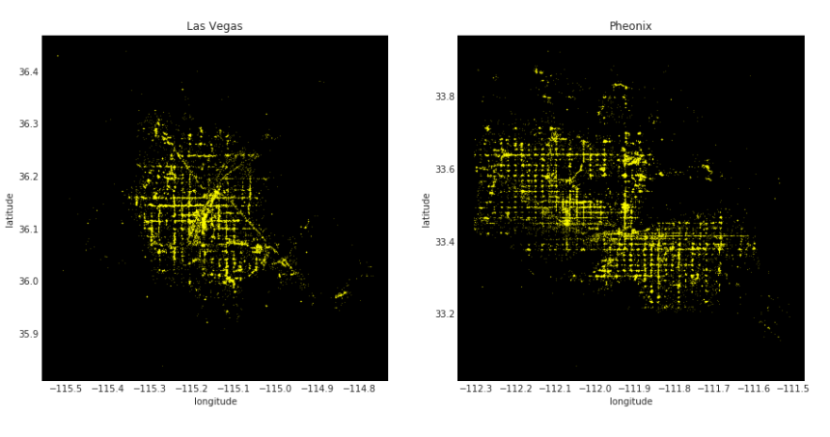 Las Vegas
36.4
36.3
36.2
36.1
36.0
35.9
latitude
−115.5 −115.4 −115.3 −115.2 −115.1 −115.0 −114.9 −114.8
longitude
Pheonix
33.8
33.6
33.4
33.2
latitude
−112.3 −112.2 −112.1 −112.0 −111.9 −111.8 −111.7 −111.6 −111.5
longitude